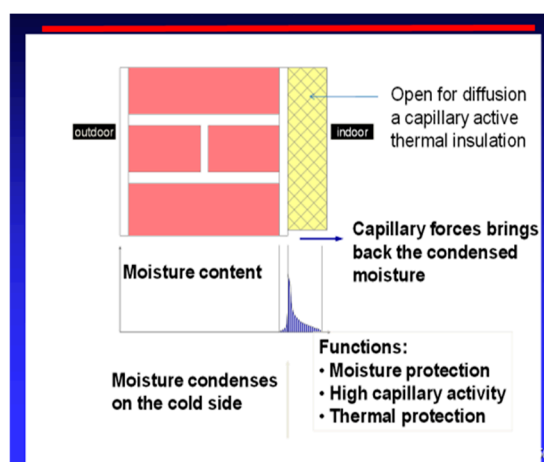 Open for diffusion
a capillary active
thermal insulation
outdoor
indoor
Capillary forces brings
back the condensed
moisture
Moisture content
Moisture condenses
on the cold side
Functions:
• Moisture protection
• High capillary activity
• Thermal protection